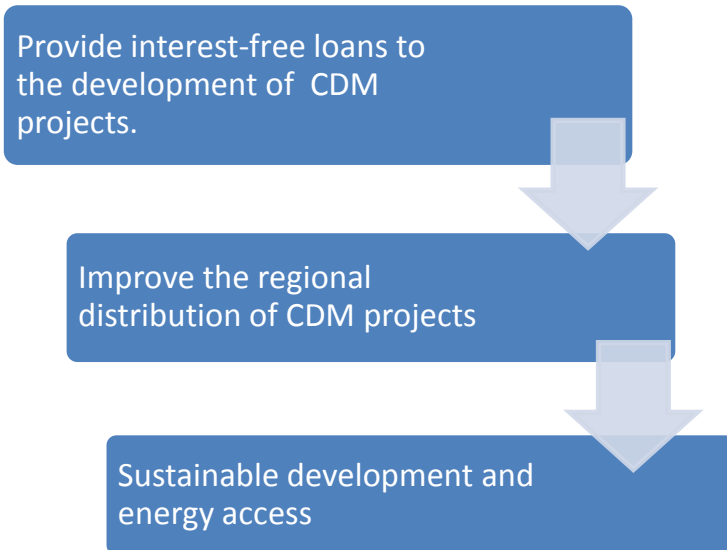 Provide interest-free loans to
the development of CDM
projects.
Improve the regional
distribution of CDM projects
Sustainable development and
energy access